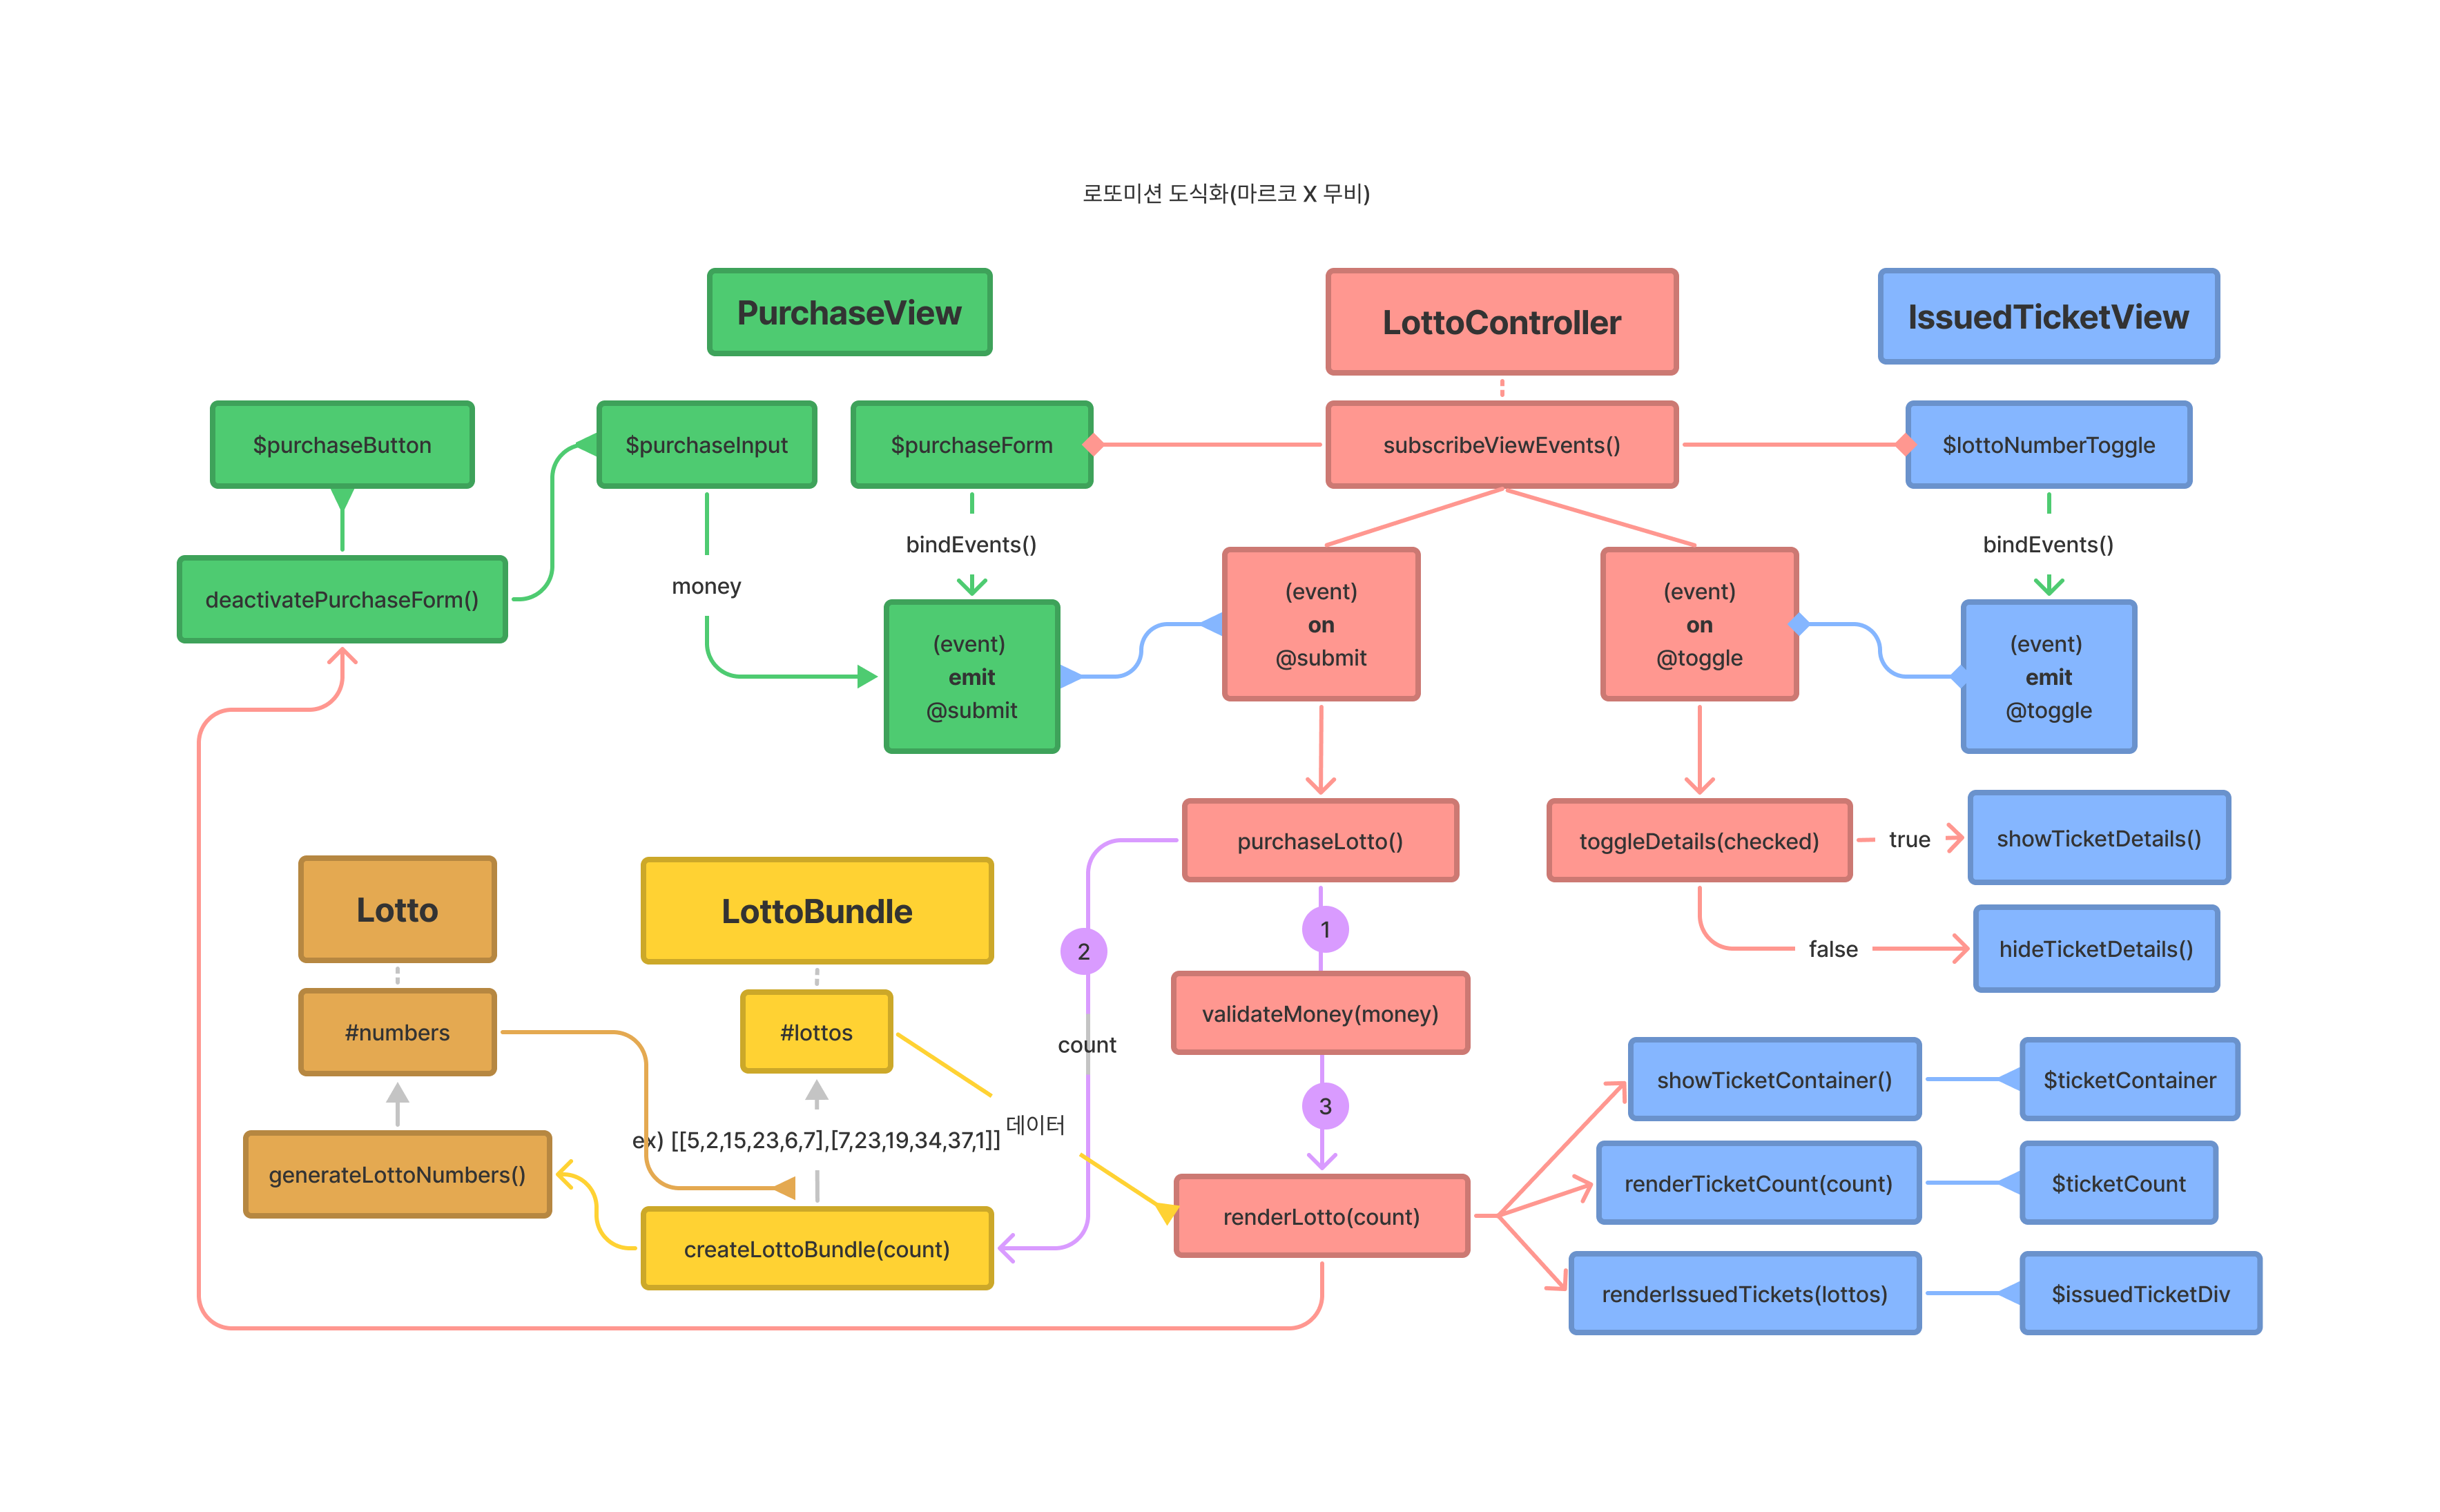 로또미션 도식화(마르코 X 무비)
PurchaseView
LottoController
IssuedTicketView
$purchaseButton
$purchaseInput
$purchaseForm
subscribeViewEvents()
$lottoNumberToggle
deactivatePurchaseForm()
money
bindEvents()
(event)
emit
@submit
(event)
on
@submit
(event)
on
@toggle
bindEvents()
(event)
emit
@toggle
purchaseLotto()
toggleDetails(checked)
true
showTicketDetails()
false
hideTicketDetails()
Lotto
LottoBundle
2
1
#numbers
#lottos
count
validateMoney(money)
3
데이터
ex) [[5,2,15,23,6,7],[7,23,19,34,37,1]]
generateLottoNumbers()
createLottoBundle(count)
renderLotto(count)
showTicketContainer()
$ticketContainer
renderTicketCount(count)
$ticketCount
renderIssuedTickets(lottos)
$issuedTicketDiv